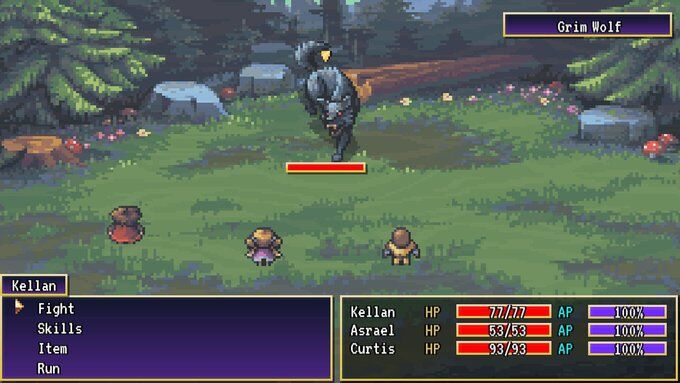 Grim Wolf
Kellan
Fight
Skills
Item
Run
Kellan HP 77/77 AP 100%
Asrael HP 53/53 AP 100%
Curtis HP 93/93 AP 100%